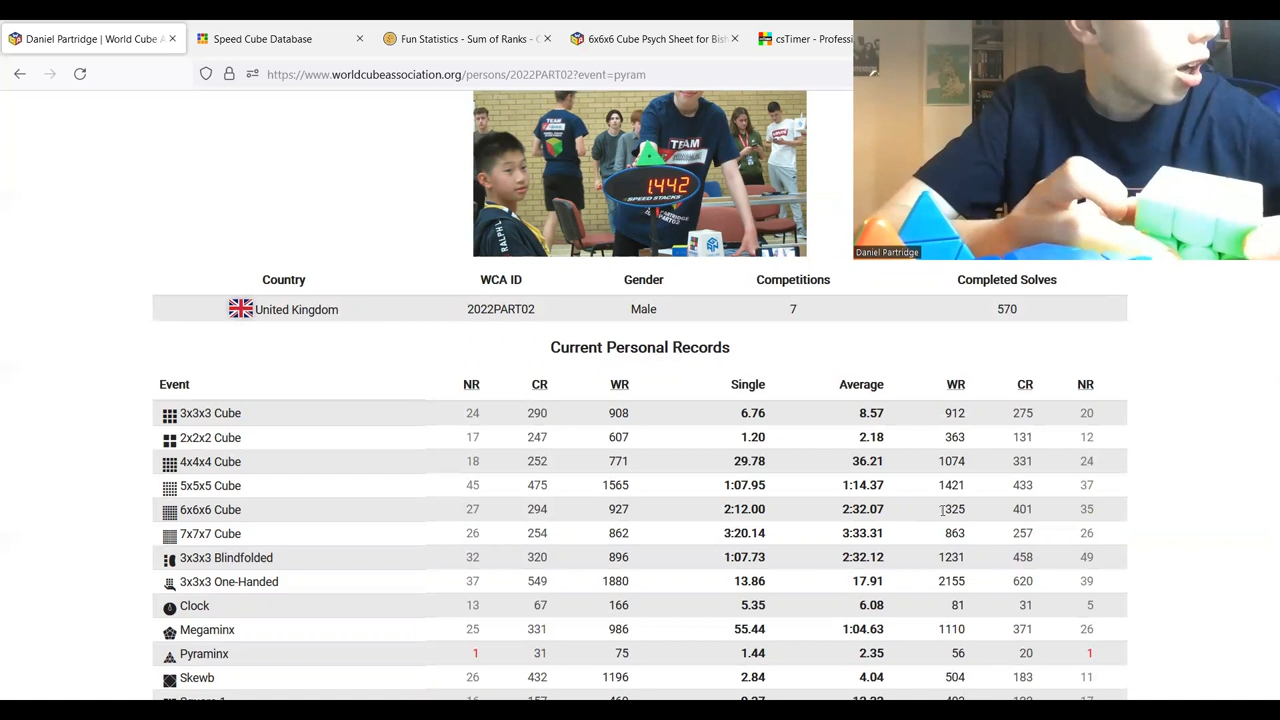 Daniel Partridge | World Cube A
Speed Cube Database
Fun Statistics - Sum of Ranks - C
6x6x6 Cube Psych Sheet for Bish
csTimer - Profess
https://www.worldcubeassociation.org/persons/2022PART02?event=pyram
TEAM
1.442
SPEED STACKS
PARTRIDGE
PART02
RALPH L
Daniel Partridge
Country WCA ID Gender Competitions Completed Solves
United Kingdom 2022PART02 Male 7 570
Current Personal Records
Event NR CR WR Single Average WR CR NR
3x3x3 Cube 24 290 908 6.76 8.57 912 275 20
2x2x2 Cube 17 247 607 1.20 2.18 363 131 12
4x4x4 Cube 18 252 771 29.78 36.21 1074 331 24
5x5x5 Cube 45 475 1565 1:07.95 1:14.37 1421 433 37
6x6x6 Cube 27 294 927 2:12.00 2:32.07 1325 401 35
7x7x7 Cube 26 254 862 3:20.14 3:33.31 863 257 26
3x3x3 Blindfolded 32 320 896 1:07.73 2:32.12 1231 458 49
3x3x3 One-Handed 37 549 1880 13.86 17.91 2155 620 39
Clock 13 67 166 5.35 6.08 81 31 5
Megaminx 25 331 986 55.44 1:04.63 1110 371 26
Pyraminx 1 31 75 1.44 2.35 56 20 1
Skewb 26 432 1196 2.84 4.04 504 183 11